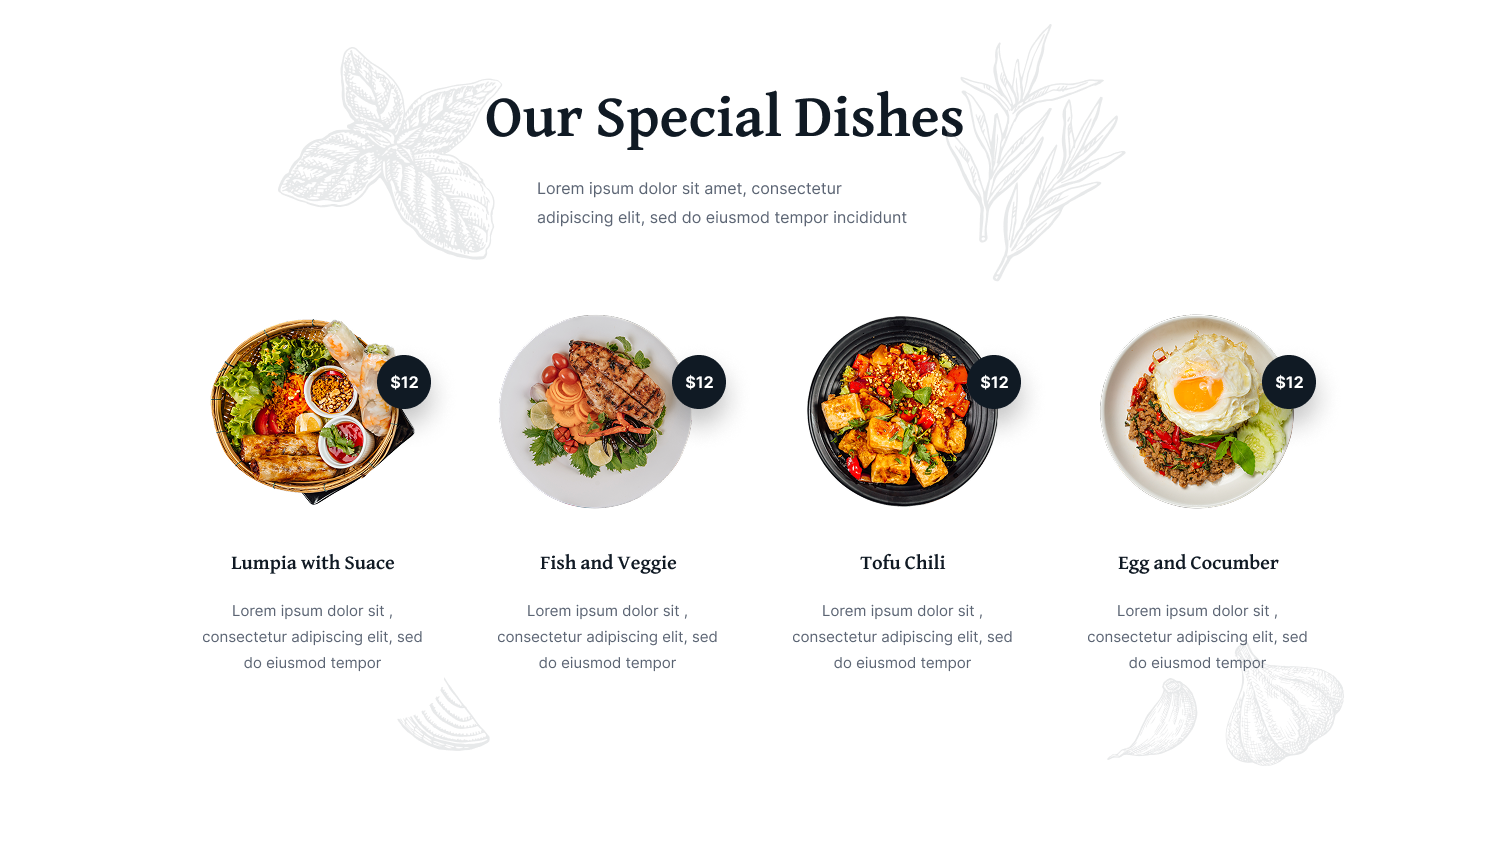 Our Special Dishes
Lorem ipsum dolor sit amet, consectetur
adipiscing elit, sed do eiusmod tempor incididunt
$12
$12
$12
$12
Lumpia with Suace
Fish and Veggie
Tofu Chili
Egg and Cocumber
Lorem ipsum dolor sit ,
consectetur adipiscing elit, sed
do eiusmod tempor
Lorem ipsum dolor sit ,
consectetur adipiscing elit, sed
do eiusmod tempor
Lorem ipsum dolor sit ,
consectetur adipiscing elit, sed
do eiusmod tempor
Lorem ipsum dolor sit ,
consectetur adipiscing elit, sed
do eiusmod tempor